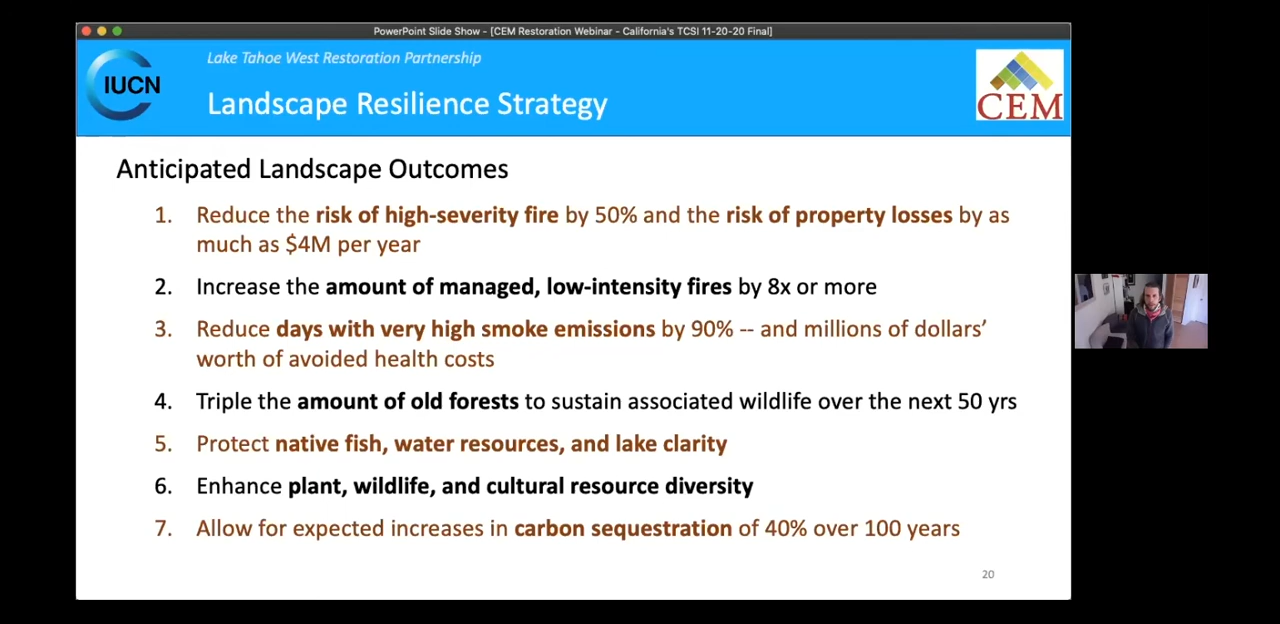 PowerPoint Slide Show - [CEM Restoration Webinar - California's TCSI 11-20-20 Final]
IUCN
Lake Tahoe West Restoration Partnership
Landscape Resilience Strategy
CEM
Anticipated Landscape Outcomes
1. Reduce the risk of high-severity fire by 50% and the risk of property losses by as
much as $4M per year
2. Increase the amount of managed, low-intensity fires by 8x or more
3. Reduce days with very high smoke emissions by 90% -- and millions of dollars’
worth of avoided health costs
4. Triple the amount of old forests to sustain associated wildlife over the next 50 yrs
5. Protect native fish, water resources, and lake clarity
6. Enhance plant, wildlife, and cultural resource diversity
7. Allow for expected increases in carbon sequestration of 40% over 100 years
20